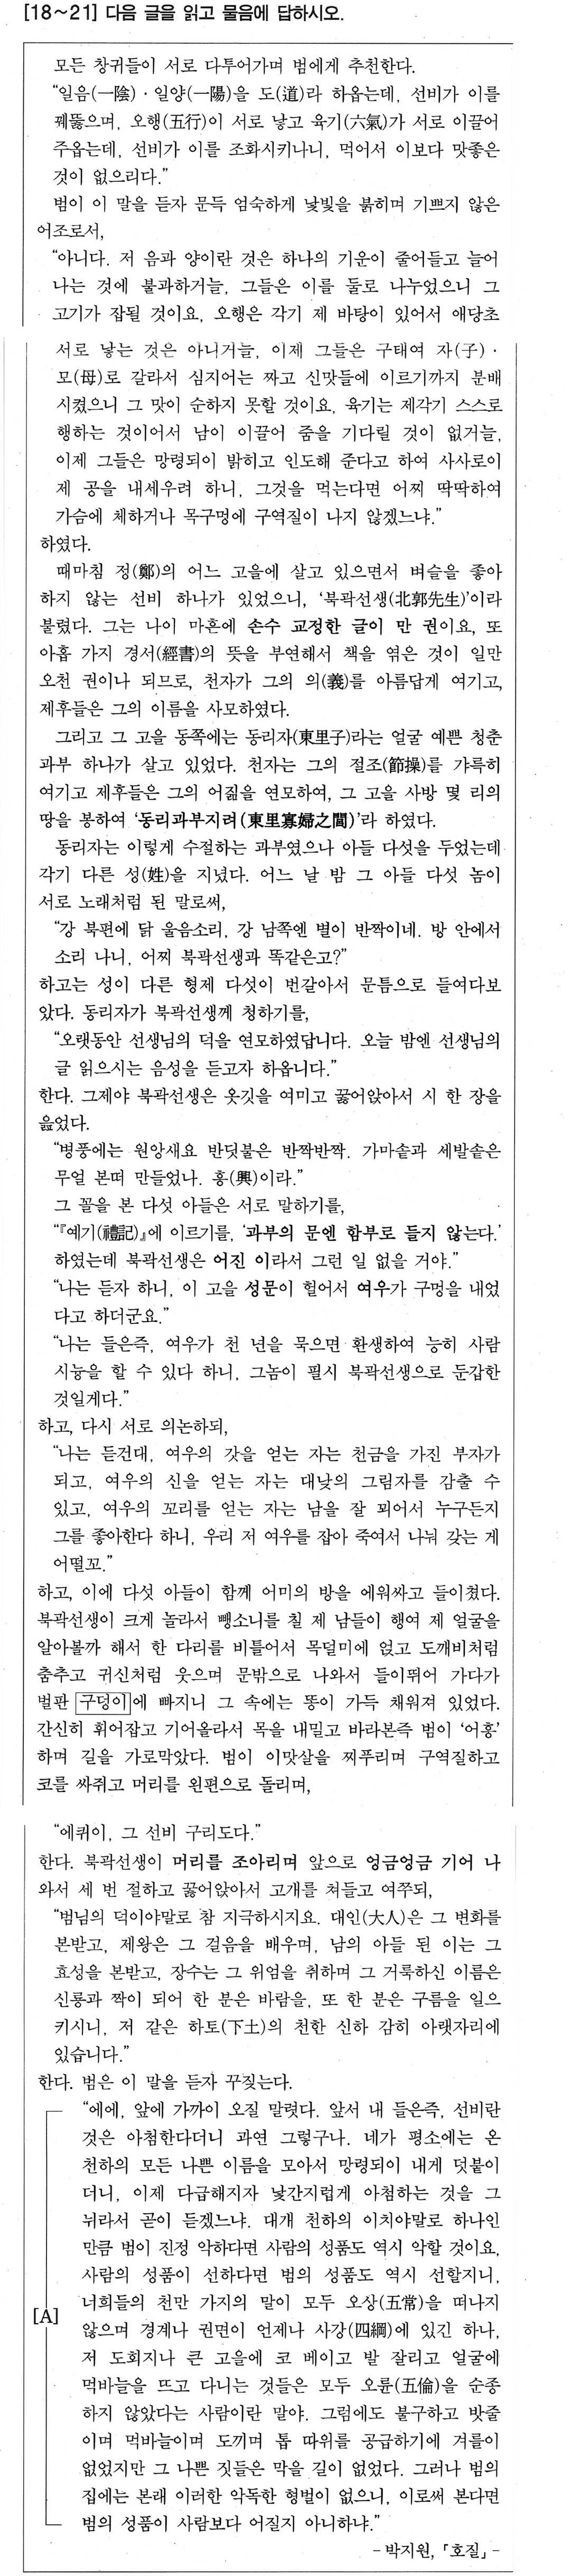 [18~21] 다음 글을 읽고 물음에 답하시오.
모든 창귀들이 서로 다투어가며 범에게 추천한다.
“일음(一陰)·일양(一陽)을 도(道)라 하옵는데, 선비가 이를
꿰뚫으며, 오행(五行)이 서로 낳고 육기(六氣)가 서로 이끌어
주옵는데, 선비가 이를 조화시키나니, 먹어서 이보다 맛좋은
것이 없으리다.”
범이 이 말을 듣자 문득 엄숙하게 낯빛을 붉히며 기쁘지 않은
어조로서,
“아니다. 저 음과 양이란 것은 하나의 기운이 줄어들고 늘어
나는 것에 불과하거늘, 그들은 이를 둘로 나누었으니 그
고기가 잡될 것이요, 오행은 각기 제 바탕이 있어서 애당초
서로 낳는 것은 아니거늘, 이제 그들은 구태여 자(子)·
모(母)로 갈라서 심지어는 짜고 신맛들에 이르기까지 분배
시켰으니 그 맛이 순하지 못할 것이요, 육기는 제각기 스스로
행하는 것이어서 남이 이끌어 줌을 기다릴 것이 없거늘,
이제 그들은 망령되이 밝히고 인도해 준다고 하여 사사로이
제 공을 내세우려 하니, 그것을 먹는다면 어찌 딱딱하여
가슴에 체하거나 목구멍에 구역질이 나지 않겠느냐.”
하였다.
때마침 정(鄭)의 어느 고을에 살고 있으면서 벼슬을 좋아
하지 않는 선비 하나가 있었으니, ‘북곽선생(北郭先生)’이라
불렸다. 그는 나이 마흔에 손수 교정한 글이 만 권이요, 또
아홉 가지 경서(經書)의 뜻을 부연해서 책을 엮은 것이 일만
오천 권이나 되므로, 천자가 그의 의(義)를 아름답게 여기고,
제후들은 그의 이름을 사모하였다.
그리고 그 고을 동쪽에는 동리자(東里子)라는 얼굴 예쁜 청춘
과부 하나가 살고 있었다. 천자는 그의 절조(節操)를 갸륵히
여기고 제후들은 그의 어짊을 연모하여, 그 고을 사방 몇 리의
땅을 봉하여 ‘동리과부지려(東里寡婦之閭)’라 하였다.
동리자는 이렇게 수절하는 과부였으나 아들 다섯을 두었는데
각기 다른 성(姓)을 지녔다. 어느 날 밤 그 아들 다섯 놈이
서로 노래처럼 된 말로써,
“강 북편에 닭 울음소리, 강 남쪽엔 별이 반짝이네. 방 안에서
소리 나니, 어찌 북곽선생과 똑같은고?”
하고는 성이 다른 형제 다섯이 번갈아서 문틈으로 들여다보
았다. 동리자가 북곽선생께 청하기를,
“오랫동안 선생님의 덕을 연모하였답니다. 오늘 밤엔 선생님의
글 읽으시는 음성을 듣고자 하옵니다.”
한다. 그제야 북곽선생은 옷깃을 여미고 꿇어앉아서 시 한 장을
읊었다.
“병풍에는 원앙새요 반딧불은 반짝반짝. 가마솥과 세발솥은
무얼 본떠 만들었나. 흥(興)이라.”
그 꼴을 본 다섯 아들은 서로 말하기를,
“『예기(禮記)』에 이르기를, ‘과부의 문엔 함부로 들지 않는다.’
하였는데 북곽선생은 어진 이라서 그런 일 없을 거야.”
“나는 듣자 하니, 이 고을 성문이 헐어서 여우가 구멍을 내었
다고 하더군요.”
“나는 들은즉, 여우가 천 년을 묵으면 환생하여 능히 사람
시늉을 할 수 있다 하니, 그놈이 필시 북곽선생으로 둔갑한
것일게다.”
하고, 다시 서로 의논하되,
“나는 듣건대, 여우의 갓을 얻는 자는 천금을 가진 부자가
되고, 여우의 신을 얻는 자는 대낮의 그림자를 감출 수
있고, 여우의 꼬리를 얻는 자는 남을 잘 꾀어서 누구든지
그를 좋아한다 하니, 우리 저 여우를 잡아 죽여서 나눠 갖는 게
어떨꼬.”
하고, 이에 다섯 아들이 함께 어미의 방을 에워싸고 들이쳤다.
북곽선생이 크게 놀라서 뺑소니를 칠 제 남들이 행여 제 얼굴을
알아볼까 해서 한 다리를 비틀어서 목덜미에 얹고 도깨비처럼
춤추고 귀신처럼 웃으며 문밖으로 나와서 들이뛰어 가다가
벌판 구덩이에 빠지니 그 속에는 똥이 가득 채워져 있었다.
간신히 휘어잡고 기어올라서 목을 내밀고 바라본즉 범이 ‘어흥’
하며 길을 가로막았다. 범이 이맛살을 찌푸리며 구역질하고
코를 싸쥐고 머리를 왼편으로 돌리며,
“에퀴이, 그 선비 구리도다.”
한다. 북곽선생이 머리를 조아리며 앞으로 엉금엉금 기어 나
와서 세 번 절하고 꿇어앉아서 고개를 쳐들고 여쭈되,
“범님의 덕이야말로 참 지극하시지요. 대인(大人)은 그 변화를
본받고, 제왕은 그 걸음을 배우며, 남의 아들 된 이는 그
효성을 본받고, 장수는 그 위엄을 취하며 그 거룩하신 이름은
신룡과 짝이 되어 한 분은 바람을, 또 한 분은 구름을 일으
키시니, 저 같은 하토(下土)의 천한 신하 감히 아랫자리에
있습니다.”
한다. 범은 이 말을 듣자 꾸짖는다.
“에에, 앞에 가까이 오질 말렷다. 앞서 내 들은즉, 선비란
것은 아첨한다더니 과연 그렇구나. 네가 평소에는 온
천하의 모든 나쁜 이름을 모아서 망령되이 내게 덧붙이
더니, 이제 다급해지자 낯간지럽게 아첨하는 것을 그
뉘라서 곧이 듣겠느냐. 대개 천하의 이치야말로 하나인
만큼 범이 진정 악하다면 사람의 성품도 역시 악할 것이요,
사람의 성품이 선하다면 범의 성품도 역시 선할지니,
너희들의 천만 가지의 말이 모두 오상(五常)을 떠나지
[A] 않으며 경계나 권면이 언제나 사강(四綱)에 있긴 하나,
저 도회지나 큰 고을에 코 베이고 발 잘리고 얼굴에
먹바늘을 뜨고 다니는 것들은 모두 오륜(五倫)을 순종
하지 않았다는 사람이란 말야. 그럼에도 불구하고 밧줄
이며 먹바늘이며 도끼며 톱 따위를 공급하기에 겨를이
없었지만 그 나쁜 짓들은 막을 길이 없었다. 그러나 범의
집에는 본래 이러한 악독한 형벌이 없으니, 이로써 본다면
범의 성품이 사람보다 어질지 아니하냐.”
- 박지원, 「호질」 -